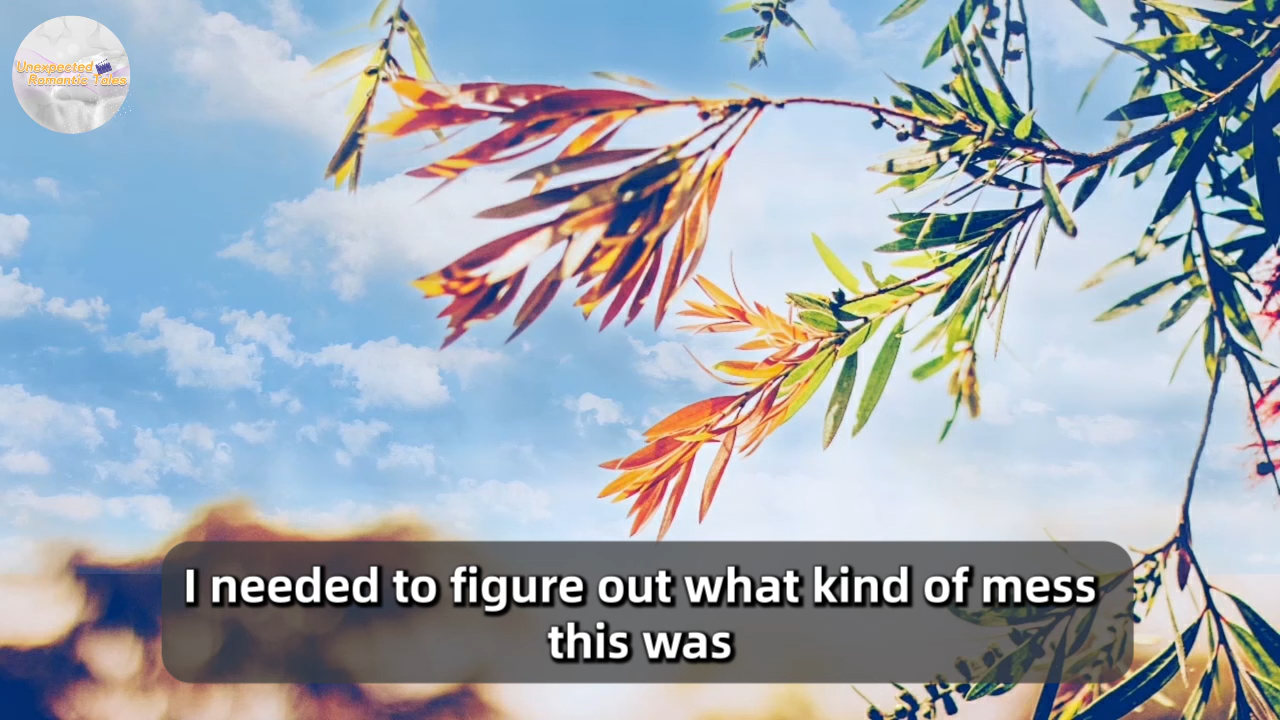 Unexpected
Romantic Tales
I needed to figure out what kind of mess
this was